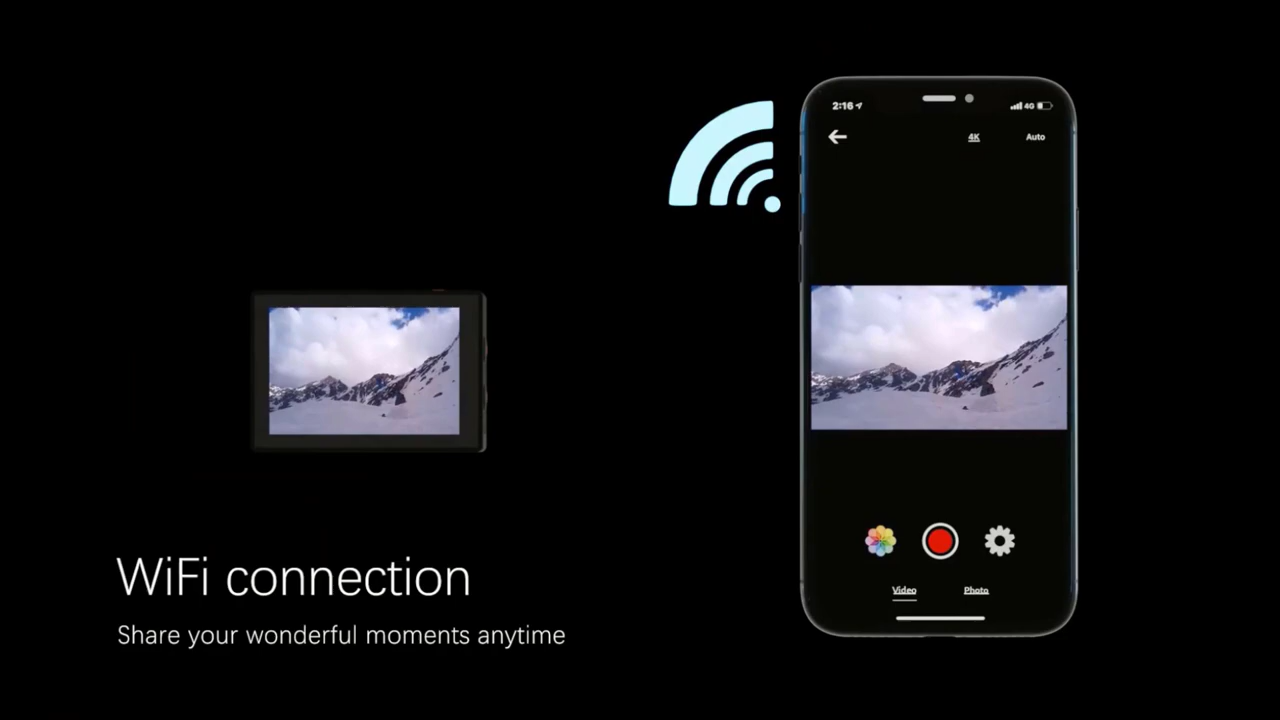 2:16
4G
4K
Auto
Video
Photo
WiFi connection
Share your wonderful moments anytime